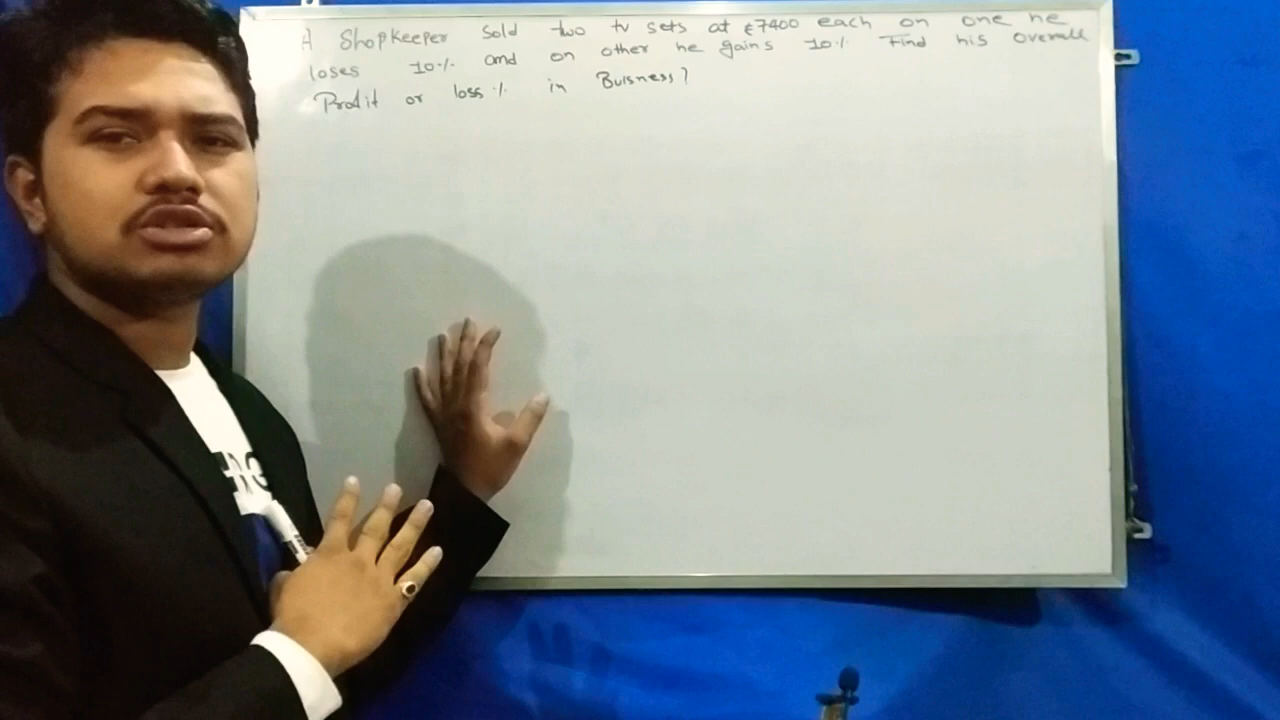 A Shopkeeper sold two tv sets at ₹7400 each on one he
loses 10% and on other he gains 10% Find his overall
Profit or loss % in Buisness?